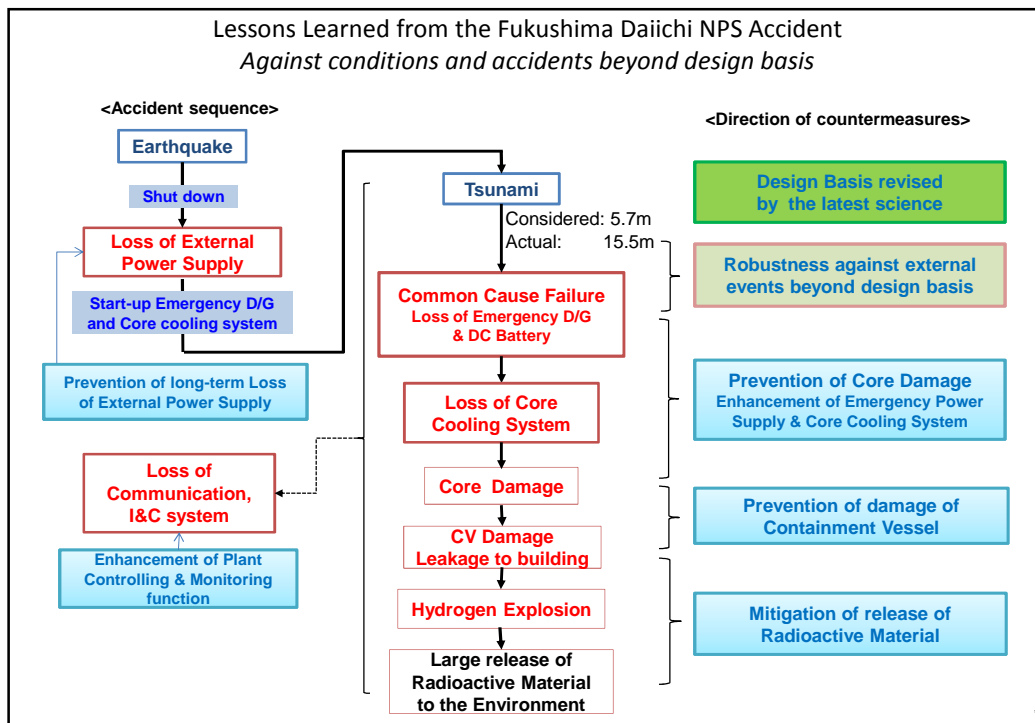 Lessons Learned from the Fukushima Daiichi NPS Accident
Against conditions and accidents beyond design basis
<Accident sequence>
Earthquake
Shut down
Loss of External
Power Supply
Start-up Emergency D/G
and Core cooling system
Prevention of long-term Loss
of External Power Supply
Loss of
Communication,
I&C system
Enhancement of Plant
Controlling & Monitoring
function
Tsunami
Considered: 5.7m
Actual: 15.5m
Common Cause Failure
Loss of Emergency D/G
& DC Battery
Loss of Core
Cooling System
Core Damage
CV Damage
Leakage to building
Hydrogen Explosion
Large release of
Radioactive Material
to the Environment
<Direction of countermeasures>
Design Basis revised
by the latest science
Robustness against external
events beyond design basis
Prevention of Core Damage
Enhancement of Emergency Power
Supply & Core Cooling System
Prevention of damage of
Containment Vessel
Mitigation of release of
Radioactive Material